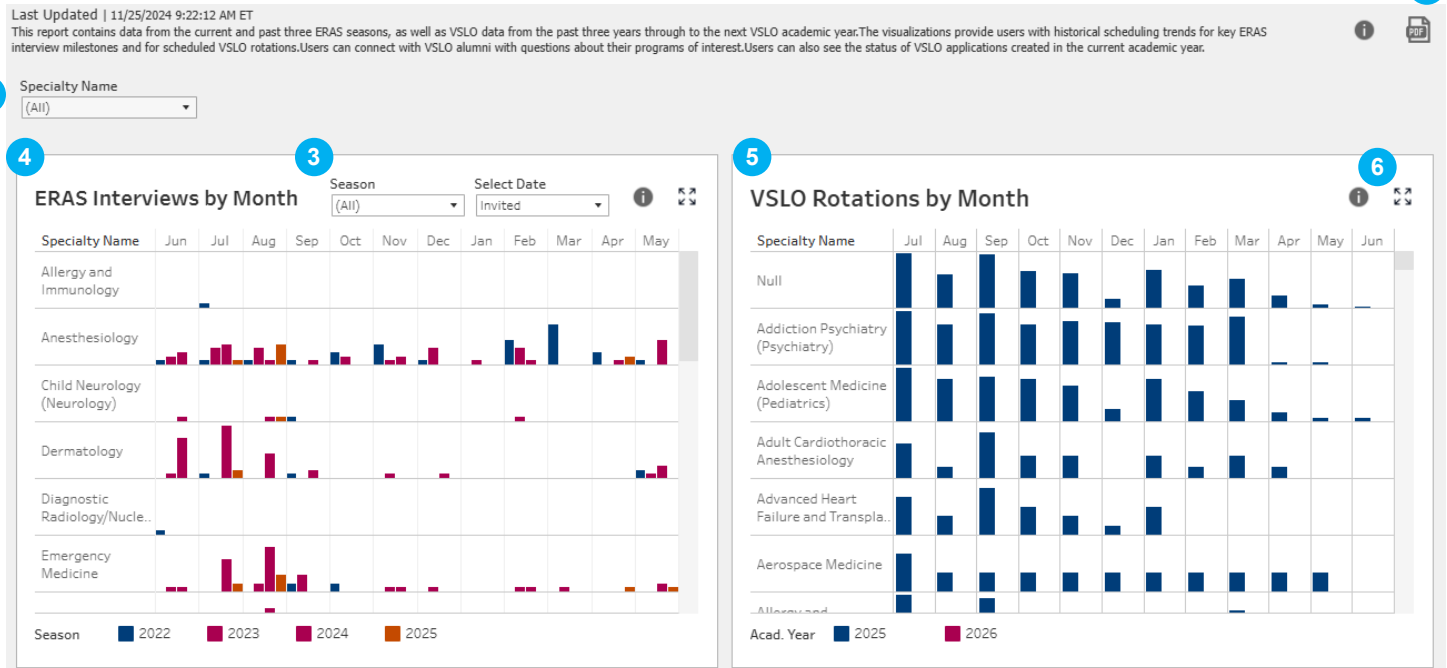 Last Updated | 11/25/2024 9:22:12 AM ET
This report contains data from the current and past three ERAS seasons, as well as VSLO data from the past three years through to the next VSLO academic year.The visualizations provide users with historical scheduling trends for key ERAS
interview milestones and for scheduled VSLO rotations.Users can connect with VSLO alumni with questions about their programs of interest.Users can also see the status of VSLO applications created in the current academic year.
PDF
Specialty Name
(All)
4
3
ERAS Interviews by Month
Season
(All)
Select Date
Invited
Specialty Name Jun Jul Aug Sep Oct Nov Dec Jan Feb Mar Apr May
Allergy and
Immunology
Anesthesiology
Child Neurology
(Neurology)
Dermatology
Diagnostic
Radiology/Nucle..
Emergency
Medicine
Season 2022 2023 2024 2025
5
6
VSLO Rotations by Month
Specialty Name Jul Aug Sep Oct Nov Dec Jan Feb Mar Apr May Jun
Null
Addiction Psychiatry
(Psychiatry)
Adolescent Medicine
(Pediatrics)
Adult Cardiothoracic
Anesthesiology
Advanced Heart
Failure and Transpla..
Aerospace Medicine
Allergy and
Acad. Year 2025 2026